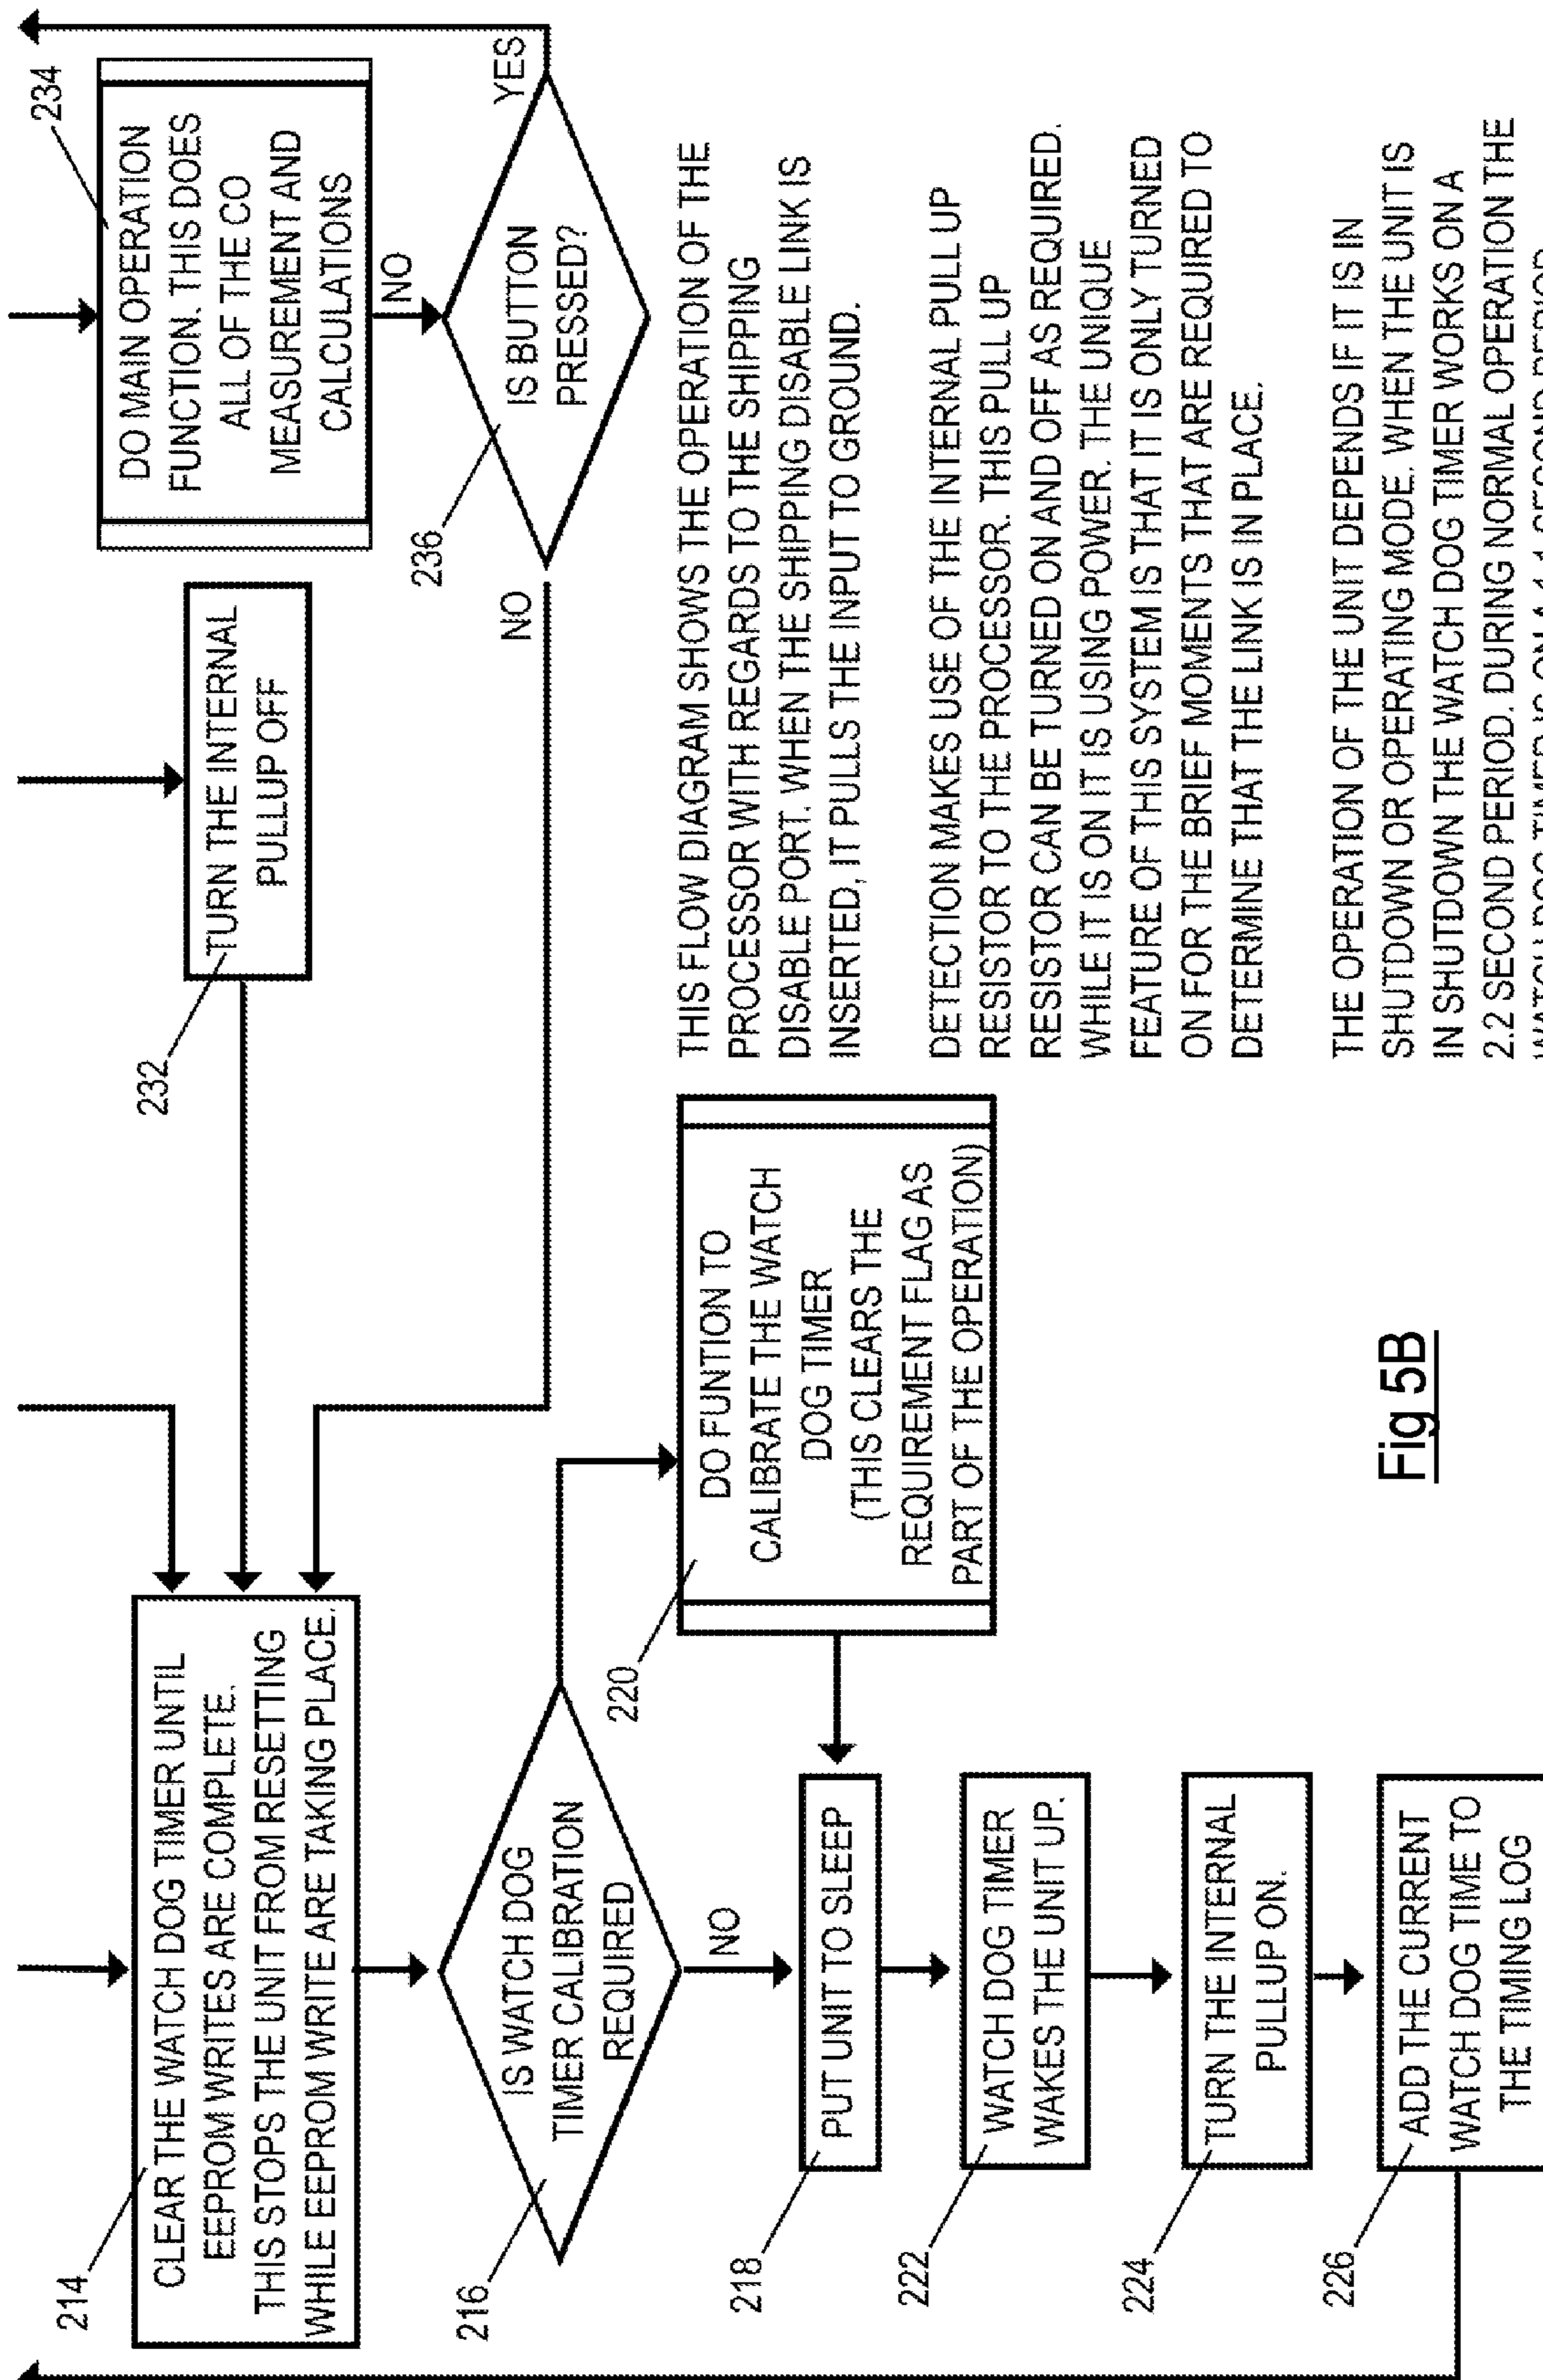 214
CLEAR THE WATCH DOG TIMER UNTIL
EEPROM WRITES ARE COMPLETE.
THIS STOPS THE UNIT FROM RESETTING
WHILE EEPROM WRITE ARE TAKING PLACE.
232
TURN THE INTERNAL
PULLUP OFF
234
DO MAIN OPERATION
FUNCTION. THIS DOES
ALL OF THE CO
MEASUREMENT AND
CALCULATIONS
NO
236
IS BUTTON
PRESSED?
YES
NO
216
IS WATCH DOG
TIMER CALIBRATION
REQUIRED
NO
220
DO FUNTION TO
CALIBRATE THE WATCH
DOG TIMER
(THIS CLEARS THE
REQUIREMENT FLAG AS
PART OF THE OPERATION)
218
PUT UNIT TO SLEEP
222
WATCH DOG TIMER
WAKES THE UNIT UP.
224
TURN THE INTERNAL
PULLUP ON.
226
ADD THE CURRENT
WATCH DOG TIME TO
THE TIMING LOG
THIS FLOW DIAGRAM SHOWS THE OPERATION OF THE
PROCESSOR WITH REGARDS TO THE SHIPPING
DISABLE PORT. WHEN THE SHIPPING DISABLE LINK IS
INSERTED, IT PULLS THE INPUT TO GROUND.
DETECTION MAKES USE OF THE INTERNAL PULL UP
RESISTOR TO THE PROCESSOR. THIS PULL UP
RESISTOR CAN BE TURNED ON AND OFF AS REQUIRED.
WHILE IT IS ON IT IS USING POWER. THE UNIQUE
FEATURE OF THIS SYSTEM IS THAT IT IS ONLY TURNED
ON FOR THE BRIEF MOMENTS THAT ARE REQUIRED TO
DETERMINE THAT THE LINK IS IN PLACE.
THE OPERATION OF THE UNIT DEPENDS IF IT IS IN
SHUTDOWN OR OPERATING MODE. WHEN THE UNIT IS
IN SHUTDOWN THE WATCH DOG TIMER WORKS ON A
2.2 SECOND PERIOD. DURING NORMAL OPERATION THE
WATCH DOG TIMER IS ON A 1.1 SECOND PERIOD
Fig 5B